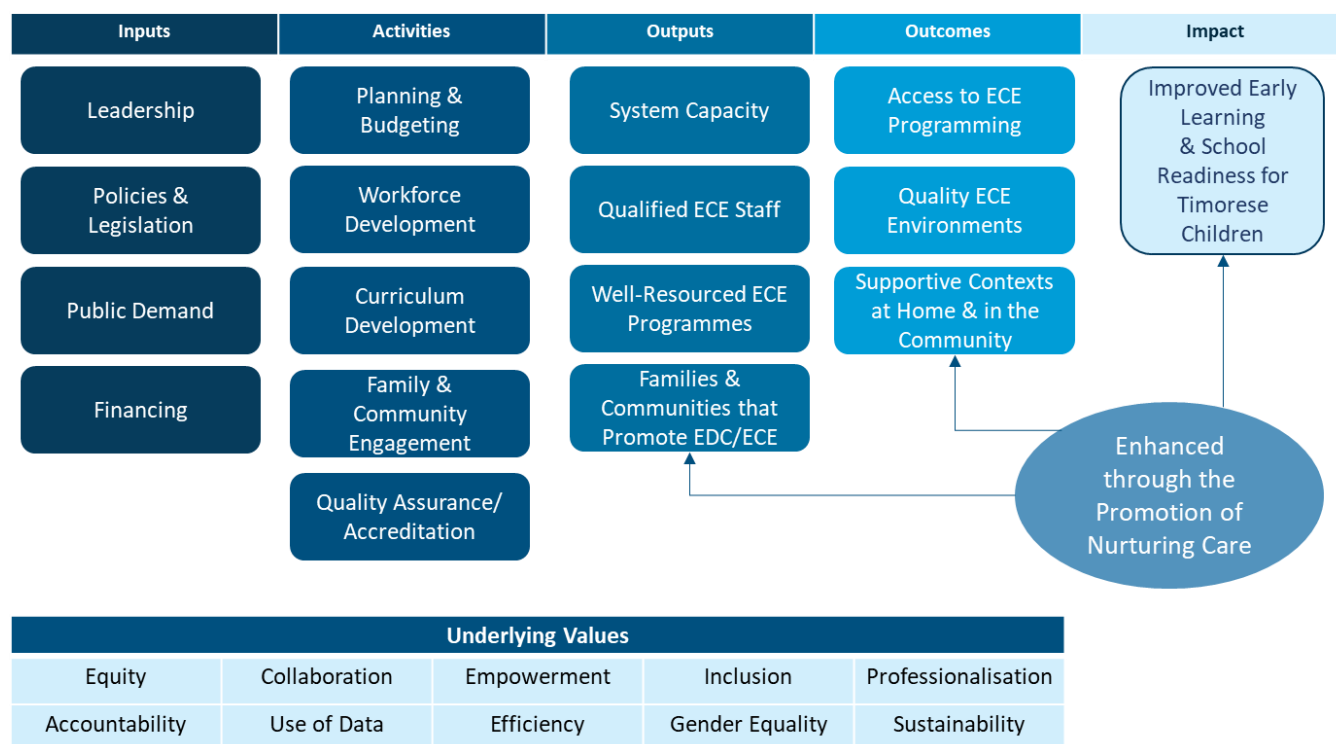 Inputs
Activities
Outputs
Outcomes
Impact
Leadership
Policies &
Legislation
Public Demand
Financing
Planning &
Budgeting
Workforce
Development
Curriculum
Development
Family &
Community
Engagement
Quality Assurance/
Accreditation
System Capacity
Qualified ECE Staff
Well-Resourced ECE
Programmes
Families &
Communities that
Promote EDC/ECE
Access to ECE
Programming
Quality ECE
Environments
Supportive Contexts
at Home & in the
Community
Improved Early
Learning
& School
Readiness for
Timorese
Children
Enhanced
through the
Promotion of
Nurturing Care
Underlying Values
Equity
Collaboration
Empowerment
Inclusion
Professionalisation
Accountability
Use of Data
Efficiency
Gender Equality
Sustainability